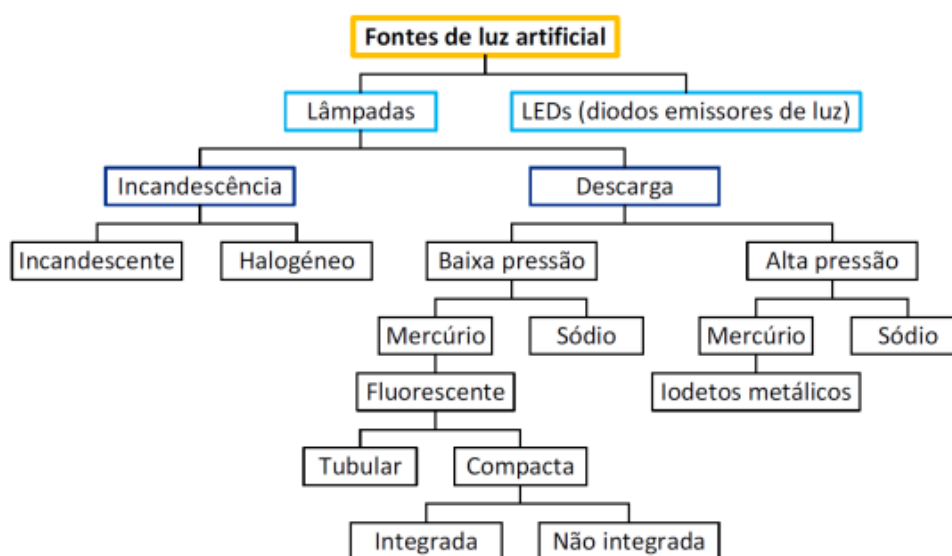 Fontes de luz artificial
Lâmpadas
LEDs (diodos emissores de luz)
Incandescência
Descarga
Incandescente
Halogéneo
Baixa pressão
Alta pressão
Mercúrio
Sódio
Mercúrio
Sódio
Fluorescente
Iodetos metálicos
Tubular
Compacta
Integrada
Não integrada